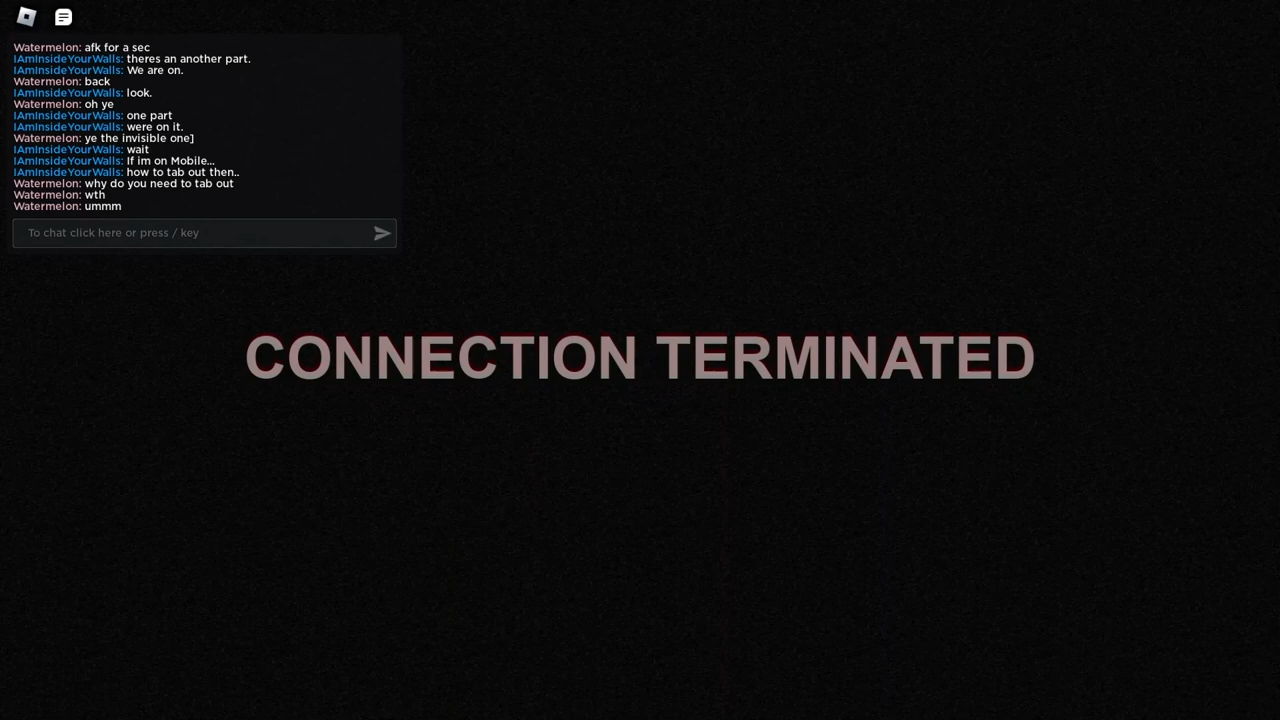 Watermelon: afk for a sec
IAmInsideYourWalls: theres an another part.
IAmInsideYourWalls: We are on.
Watermelon: back
IAmInsideYourWalls: look.
Watermelon: oh ye
IAmInsideYourWalls: one part
IAmInsideYourWalls: were on it.
Watermelon: ye the invisible one]
IAmInsideYourWalls: wait
IAmInsideYourWalls: If im on Mobile...
IAmInsideYourWalls: how to tab out then..
Watermelon: why do you need to tab out
Watermelon: wth
Watermelon: ummm
To chat click here or press / key
CONNECTION TERMINATED